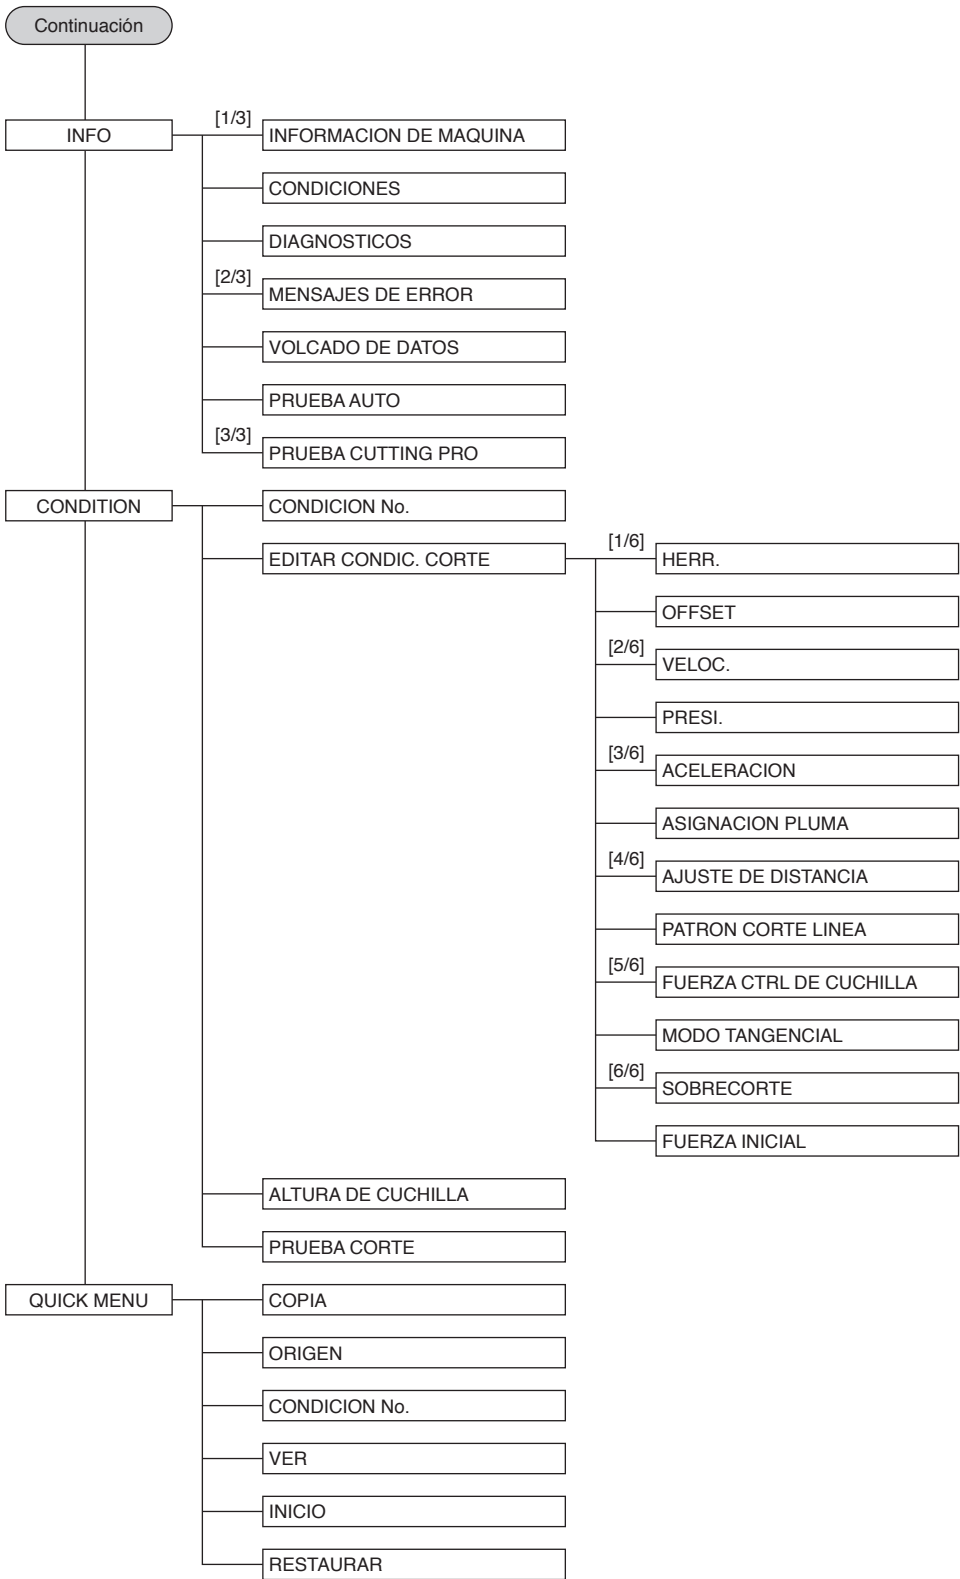 Continuación
INFO
[1/3]
INFORMACION DE MAQUINA
CONDICIONES
DIAGNOSTICOS
[2/3]
MENSAJES DE ERROR
VOLCADO DE DATOS
PRUEBA AUTO
[3/3]
PRUEBA CUTTING PRO
CONDITION
CONDICION No.
EDITAR CONDIC. CORTE
[1/6]
HERR.
OFFSET
[2/6]
VELOC.
PRESI.
[3/6]
ACELERACION
ASIGNACION PLUMA
[4/6]
AJUSTE DE DISTANCIA
PATRON CORTE LINEA
[5/6]
FUERZA CTRL DE CUCHILLA
MODO TANGENCIAL
[6/6]
SOBRECORTE
FUERZA INICIAL
ALTURA DE CUCHILLA
PRUEBA CORTE
QUICK MENU
COPIA
ORIGEN
CONDICION No.
VER
INICIO
RESTAURAR